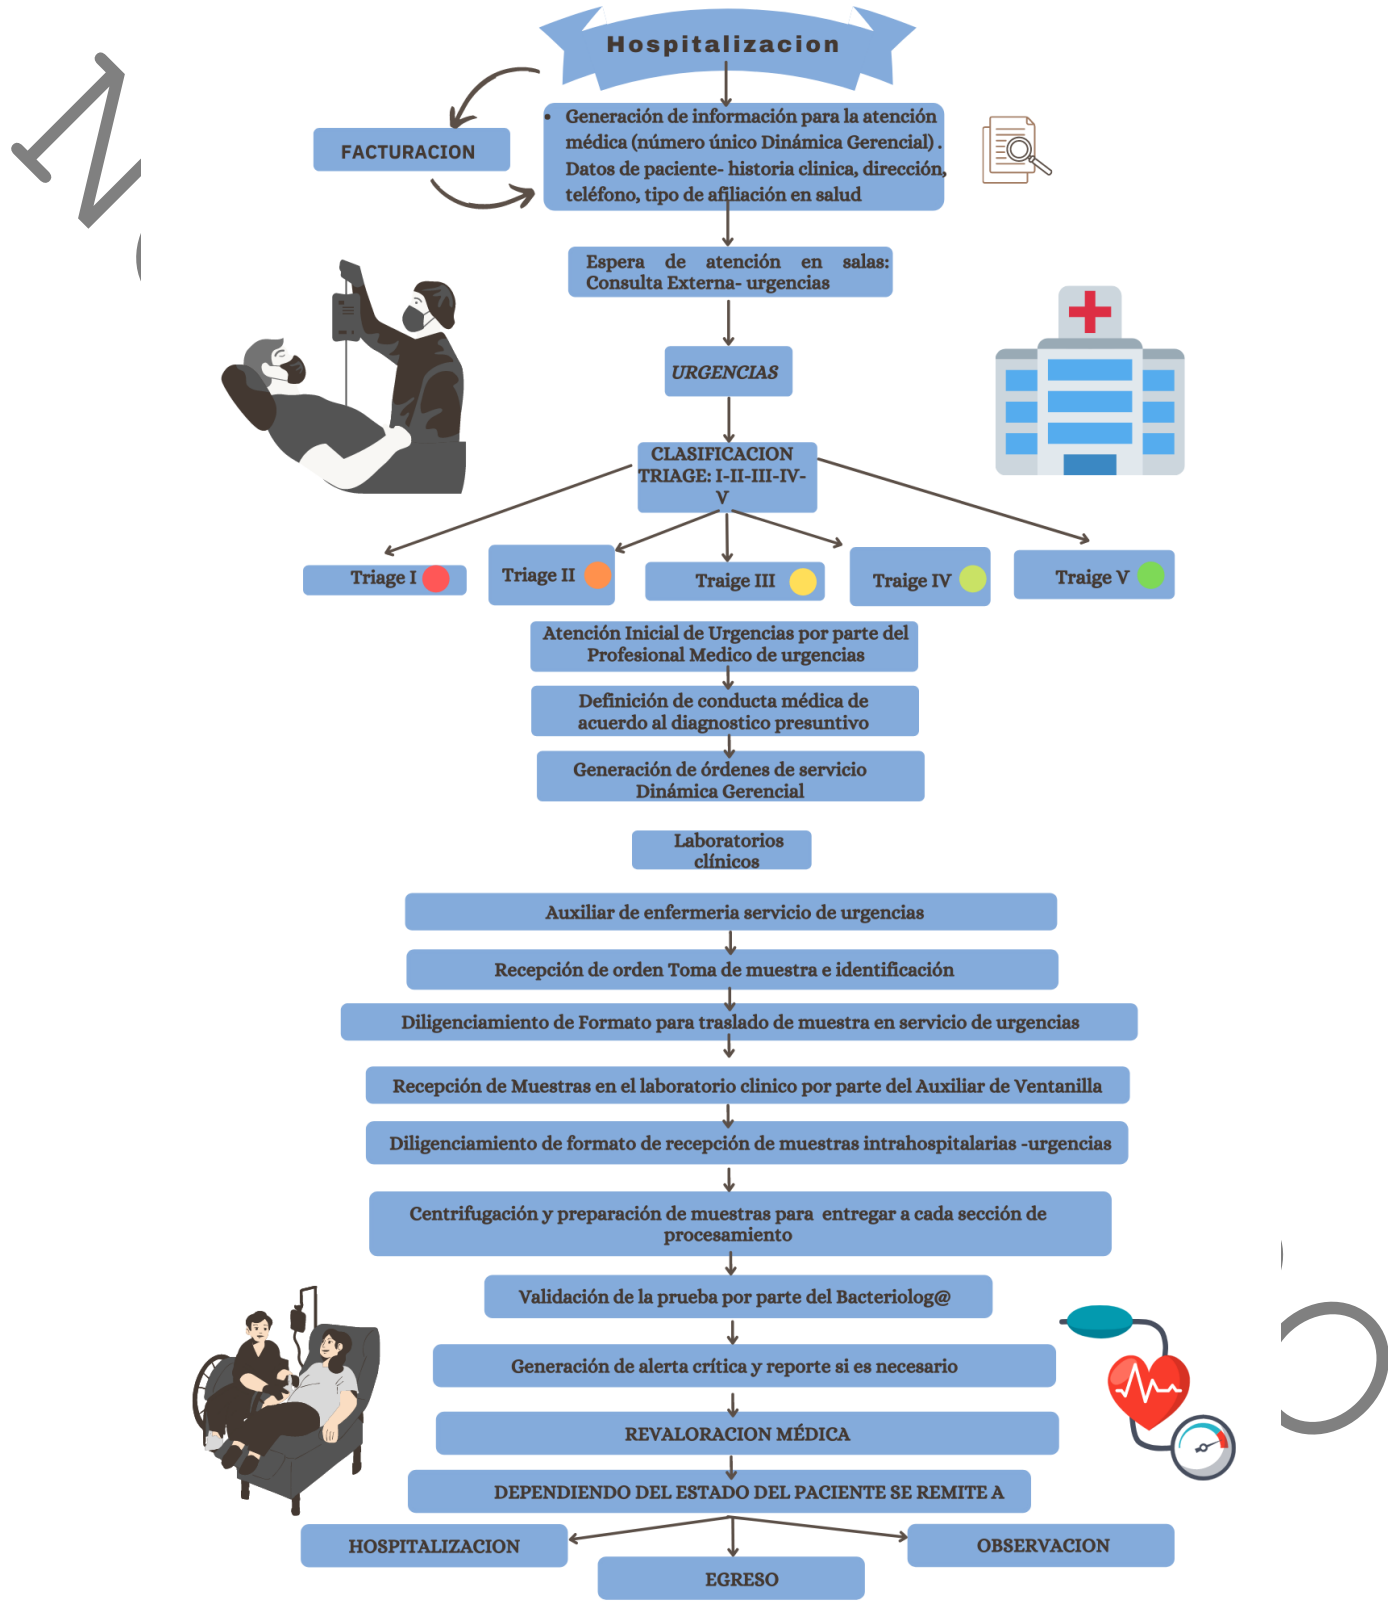 Hospitalizacion
FACTURACION
• Generación de información para la atención
médica (número único Dinámica Gerencial) .
Datos de paciente- historia clinica, dirección,
teléfono, tipo de afiliación en salud
Espera de atención en salas:
Consulta Externa- urgencias
URGENCIAS
CLASIFICACION
TRIAGE: I-II-III-IV-
V
Triage I
Triage II
Traige III
Traige IV
Traige V
Atención Inicial de Urgencias por parte del
Profesional Medico de urgencias
Definición de conducta médica de
acuerdo al diagnostico presuntivo
Generación de órdenes de servicio
Dinámica Gerencial
Laboratorios
clínicos
Auxiliar de enfermeria servicio de urgencias
Recepción de orden Toma de muestra e identificación
Diligenciamiento de Formato para traslado de muestra en servicio de urgencias
Recepción de Muestras en el laboratorio clinico por parte del Auxiliar de Ventanilla
Diligenciamiento de formato de recepción de muestras intrahospitalarias -urgencias
Centrifugación y preparación de muestras para  entregar a cada sección de
procesamiento
Validación de la prueba por parte del Bacteriolog@
Generación de alerta crítica y reporte si es necesario
REVALORACION MÉDICA
DEPENDIENDO DEL ESTADO DEL PACIENTE SE REMITE A
HOSPITALIZACION
OBSERVACION
EGRESO